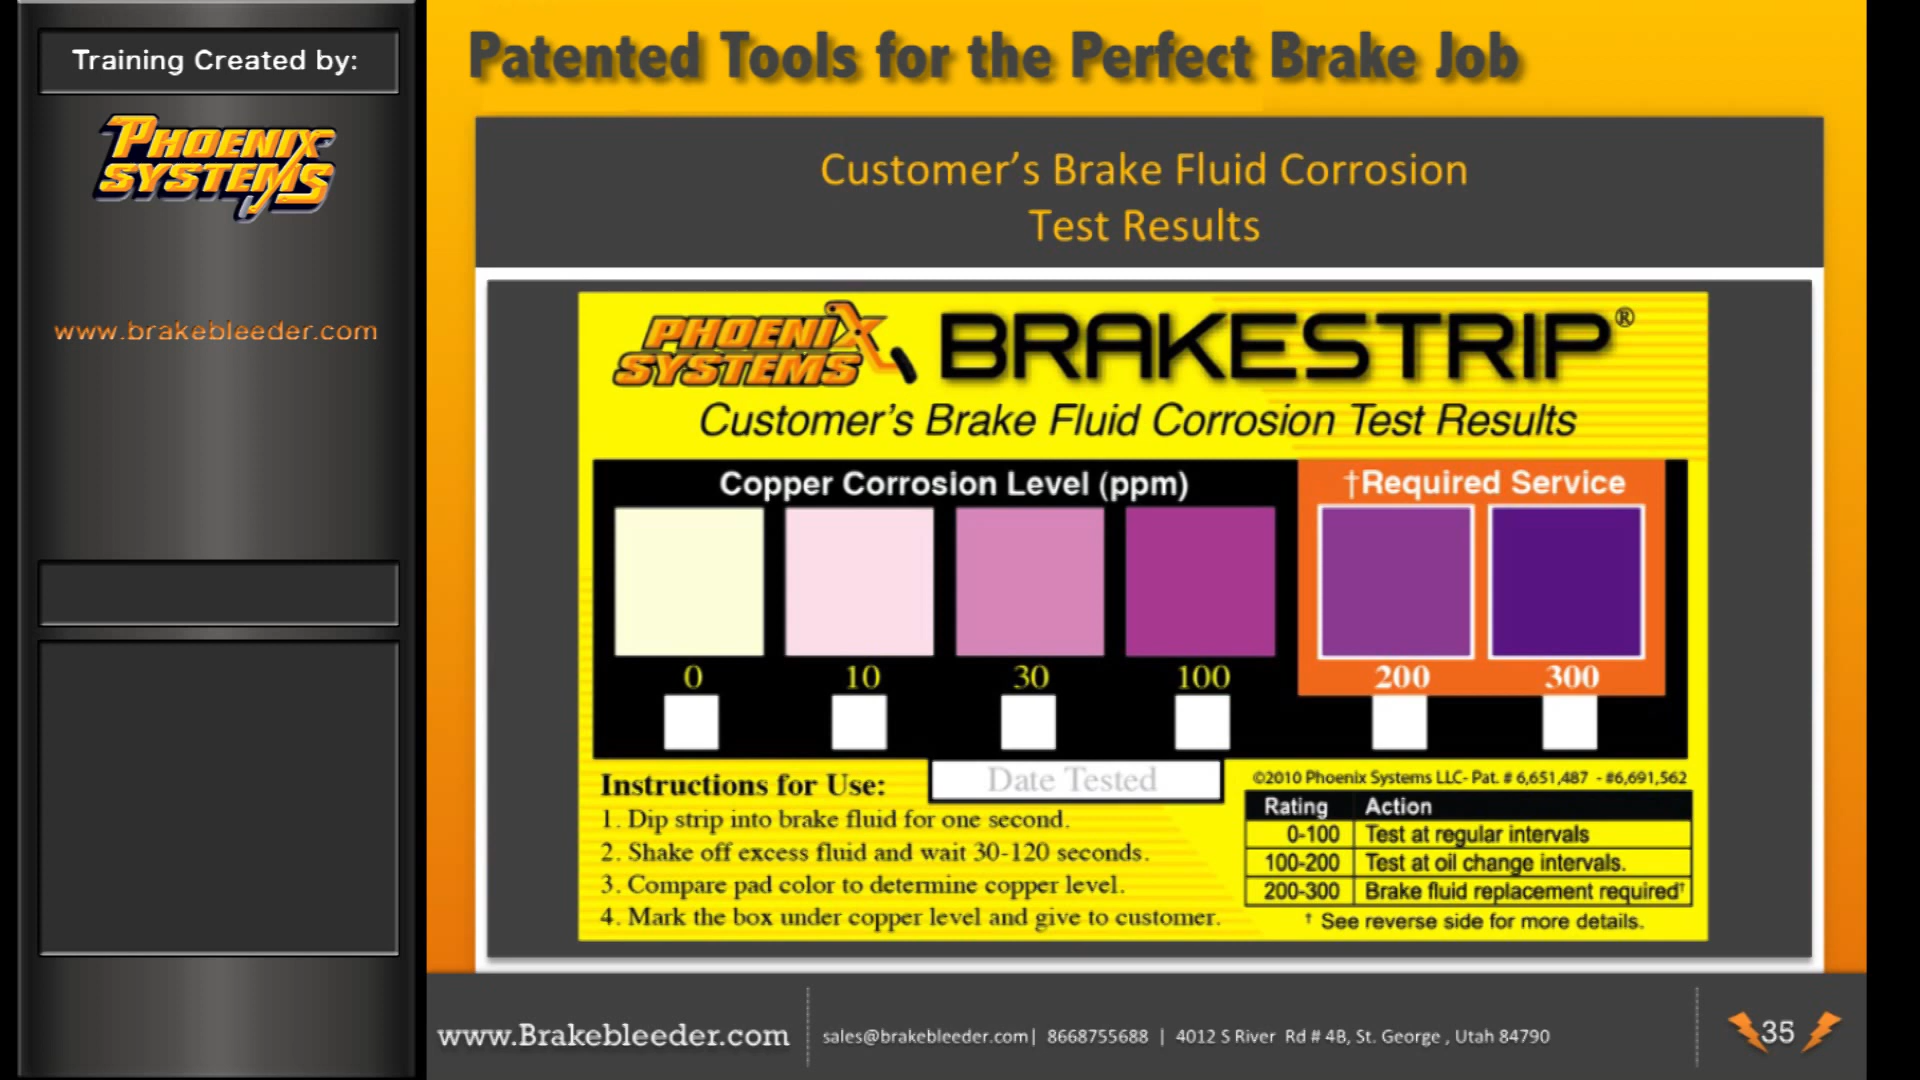 Training Created by:
PHOENIX
SYSTEMS
www.brakebleeder.com
Patented Tools for the Perfect Brake Job
Customer's Brake Fluid Corrosion
Test Results
PHOENIX
SYSTEMS
BRAKESTRIP®
Customer's Brake Fluid Corrosion Test Results
Copper Corrosion Level (ppm)
†Required Service
0 10 30 100 200 300
Date Tested
Instructions for Use:
1. Dip strip into brake fluid for one second.
2. Shake off excess fluid and wait 30-120 seconds.
3. Compare pad color to determine copper level.
4. Mark the box under copper level and give to customer.
©2010 Phoenix Systems LLC- Pat. # 6,651,487 - #6,691,562
Rating Action
0-100 Test at regular intervals
100-200 Test at oil change intervals.
200-300 Brake fluid replacement required†
† See reverse side for more details.
www.Brakebleeder.com
sales@brakebleeder.com| 8668755688 | 4012 S River Rd # 4B, St. George , Utah 84790
35